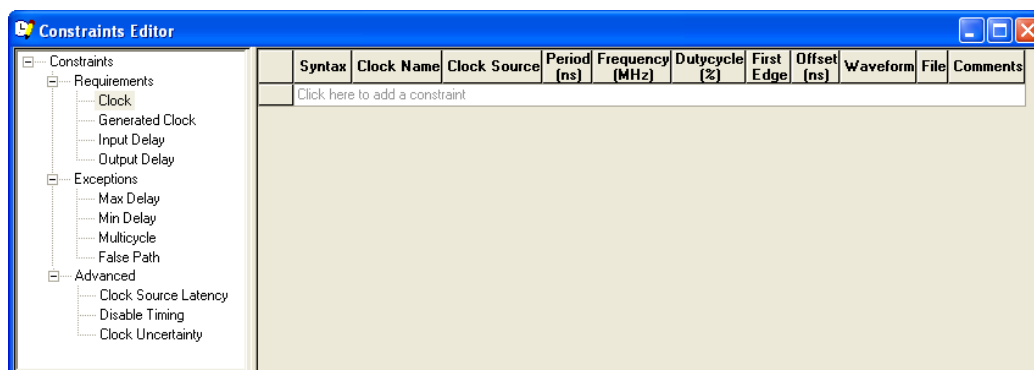 Constraints Editor
Constraints
Requirements
Clock
Generated Clock
Input Delay
Output Delay
Exceptions
Max Delay
Min Delay
Multicycle
False Path
Advanced
Clock Source Latency
Disable Timing
Clock Uncertainty
Syntax Clock Name Clock Source Period (ns) Frequency (MHz) Dutycycle (%) First Edge Offset (ns) Waveform File Comments
Click here to add a constraint